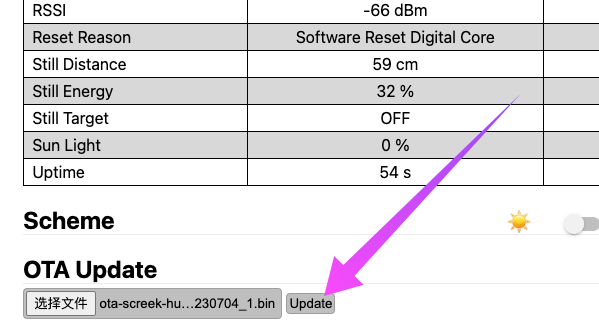 RSSI -66 dBm
Reset Reason Software Reset Digital Core
Still Distance 59 cm
Still Energy 32 %
Still Target OFF
Sun Light 0 %
Uptime 54 s
Scheme
OTA Update
选择文件 ota-screek-hu…230704_1.bin Update